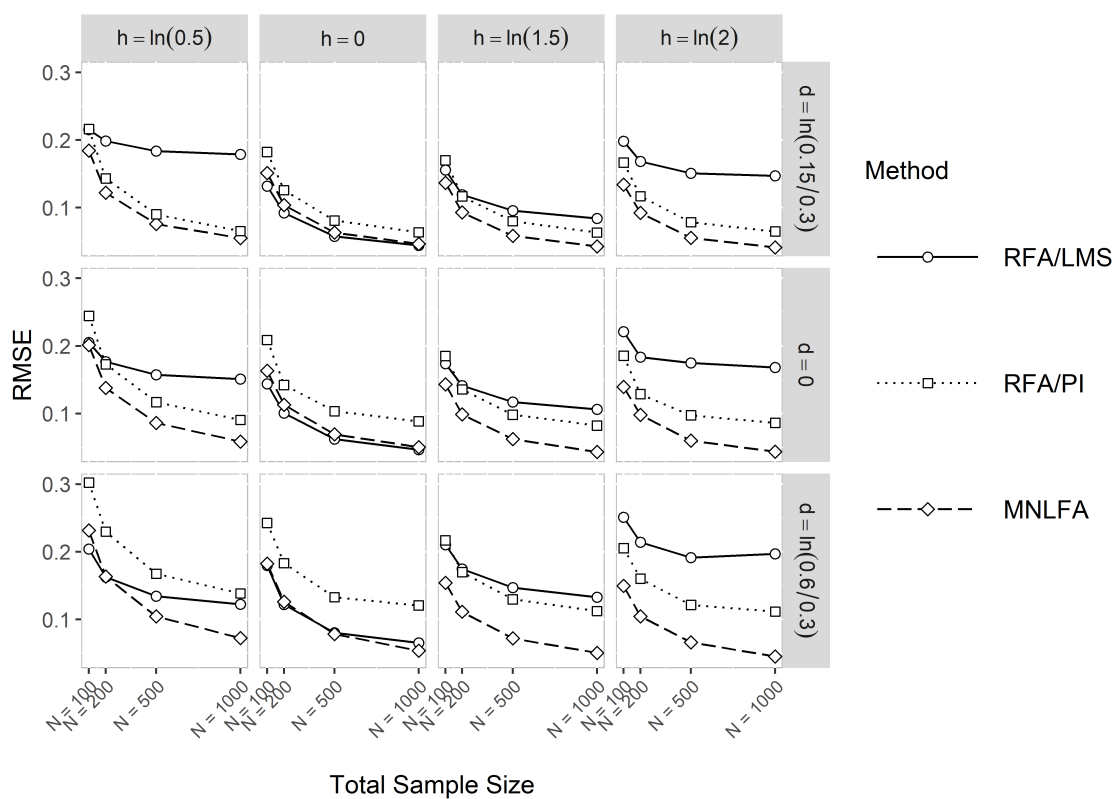 h = ln(0.5)
h = 0
h = ln(1.5)
h = ln(2)
0.3
0.2
0.1
d = ln(0.15/0.3)
0.3
0.2
0.1
d = 0
0.3
0.2
0.1
d = ln(0.6/0.3)
RMSE
N = 100
N = 200
N = 500
N = 1000
N = 100
N = 200
N = 500
N = 1000
N = 100
N = 200
N = 500
N = 1000
N = 100
N = 200
N = 500
N = 1000
Total Sample Size
Method
RFA/LMS
RFA/PI
MNLFA